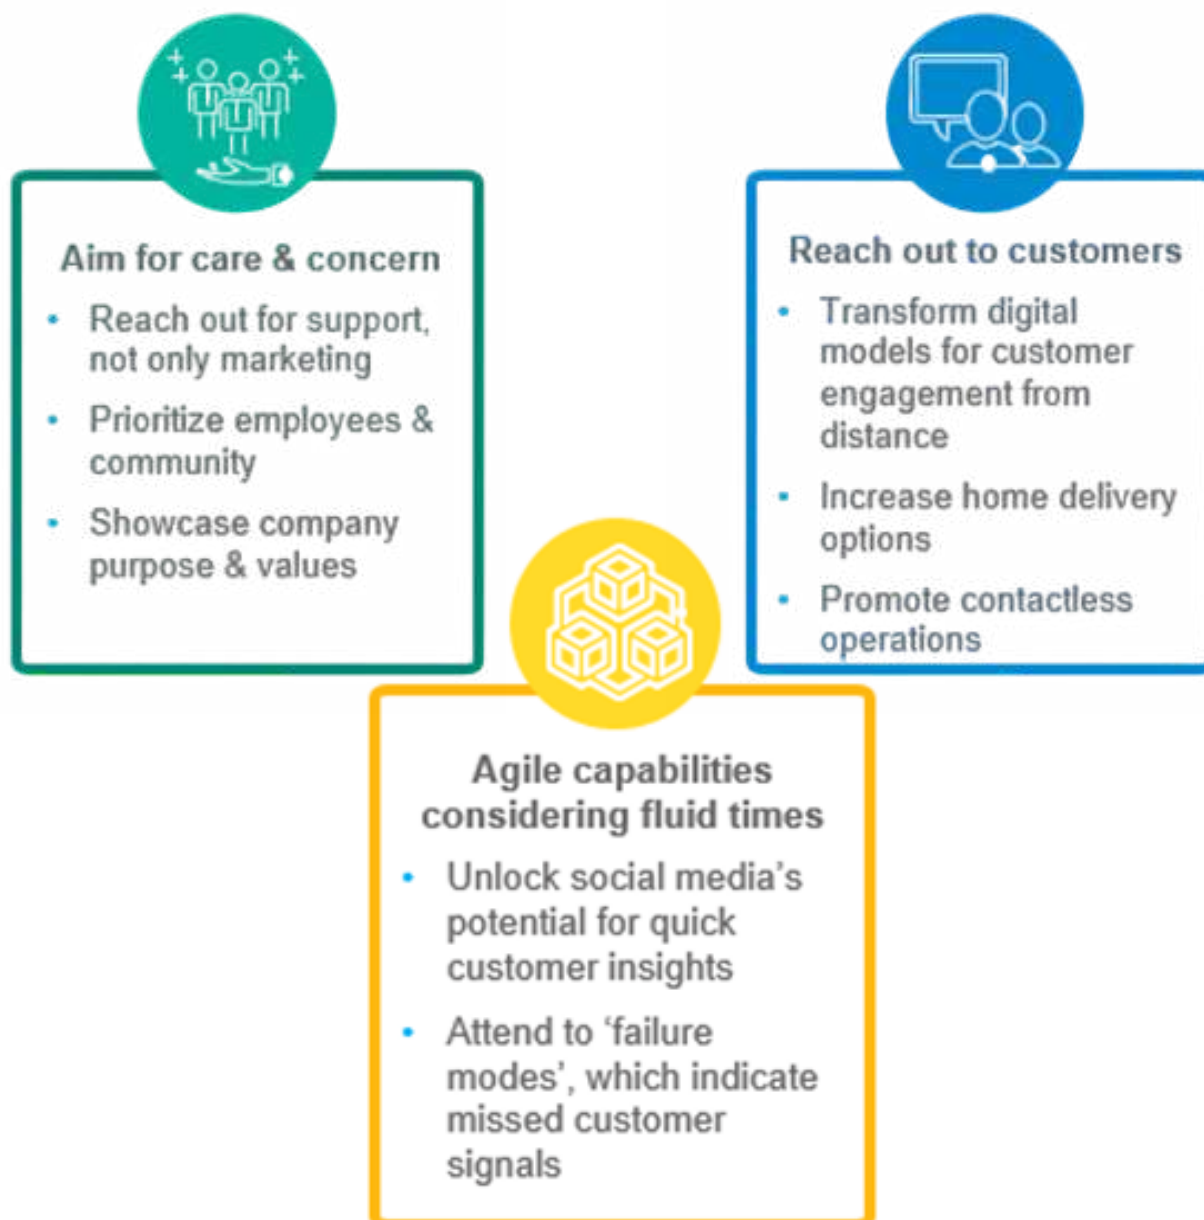 Aim for care & concern
• Reach out for support,
not only marketing
• Prioritize employees &
community
• Showcase company
purpose & values
Reach out to customers
• Transform digital
models for customer
engagement from
distance
• Increase home delivery
options
• Promote contactless
operations
Agile capabilities
considering fluid times
• Unlock social media’s
potential for quick
customer insights
• Attend to ‘failure
modes’, which indicate
missed customer
signals